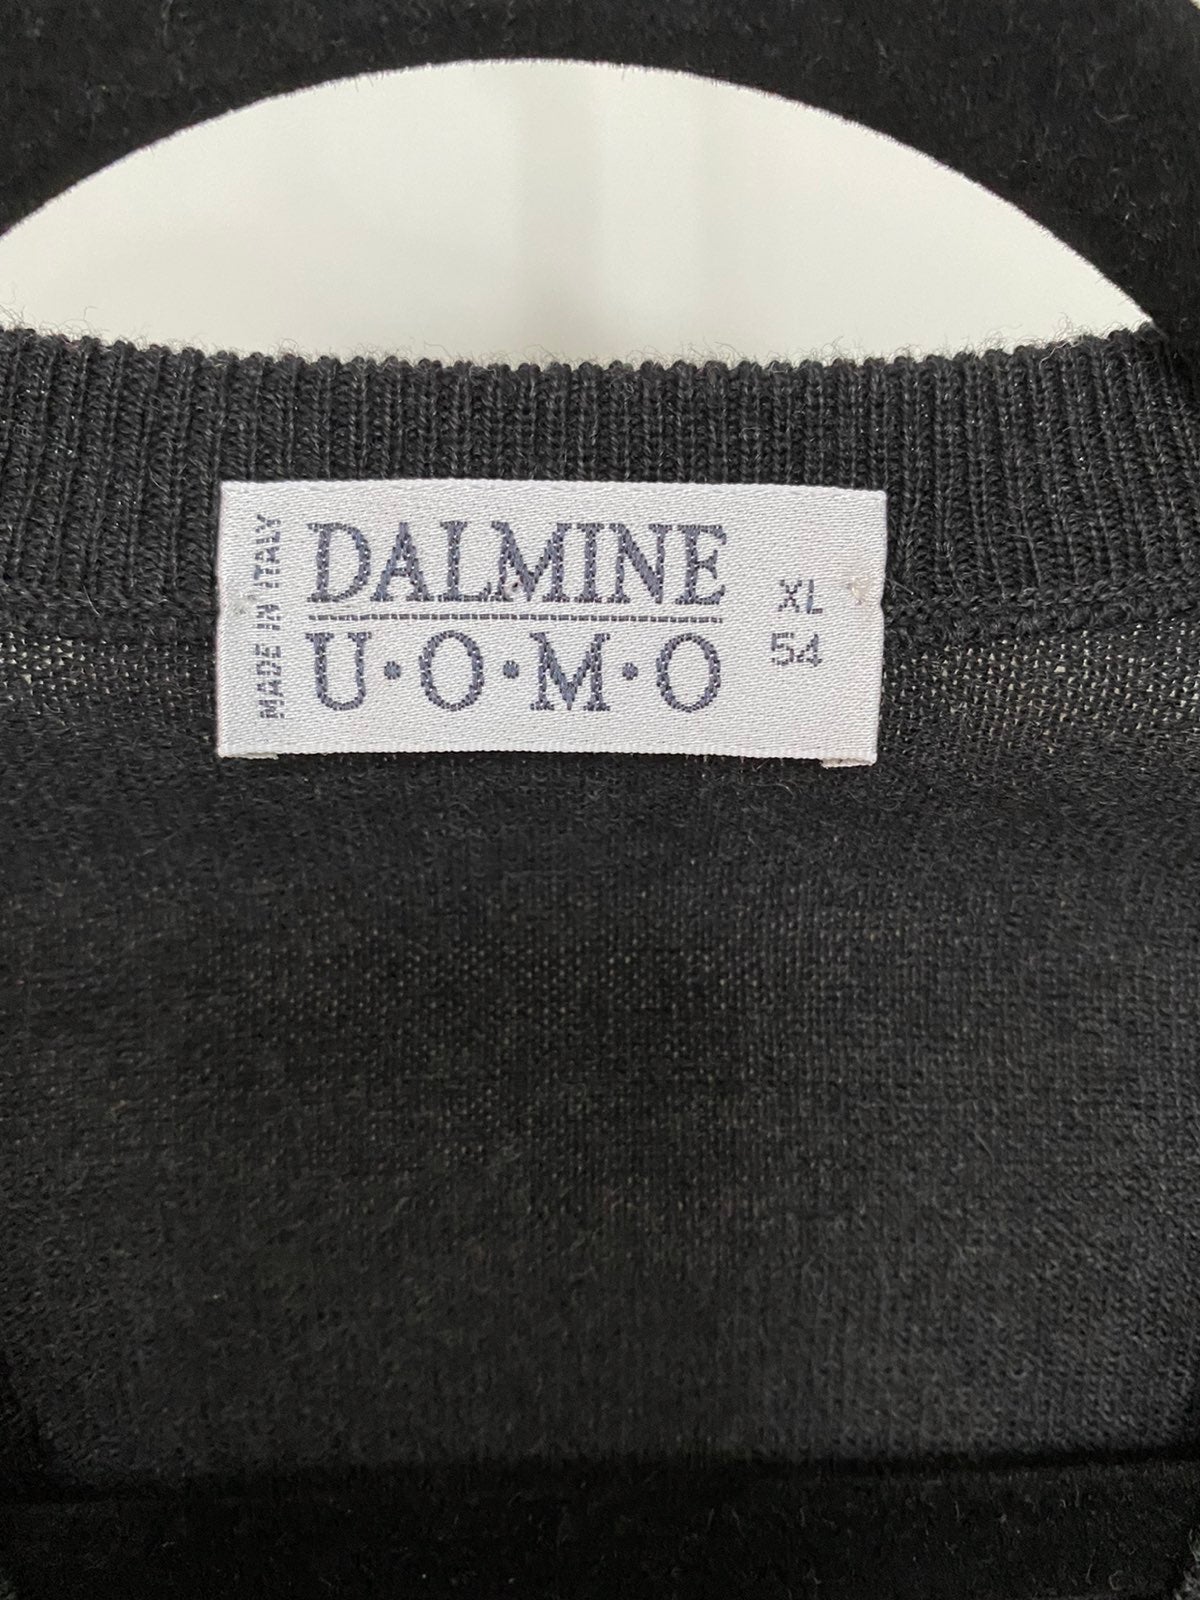 MADE IN ITALY
DALMINE
U·O·M·O
XL
54